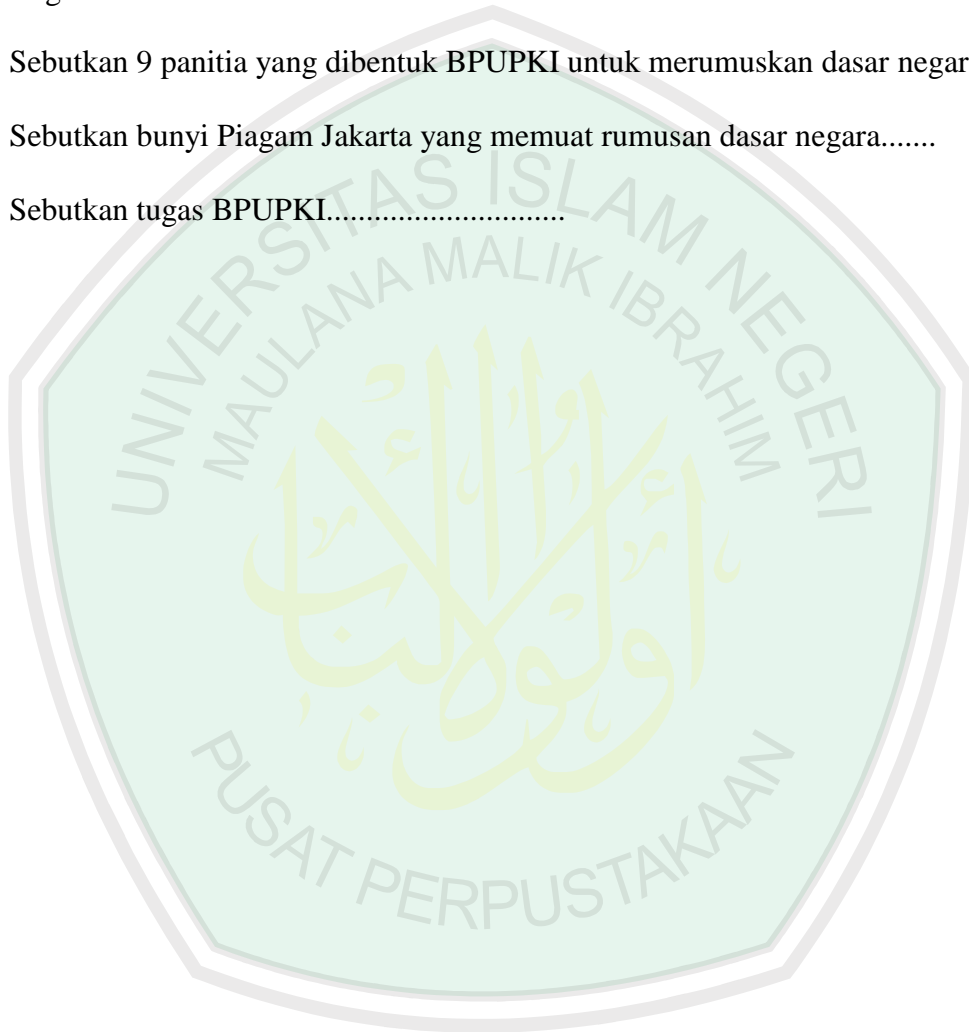 Sebutkan 9 panitia yang dibentuk BPUPKI untuk merumuskan dasar negar
Sebutkan bunyi Piagam Jakarta yang memuat rumusan dasar negara.......
Sebutkan tugas BPUPKI..............................
UNIVERSITAS ISLAM NEGERI
MAULANA MALIK IBRAHIM
PUSAT PERPUSTAKAAN